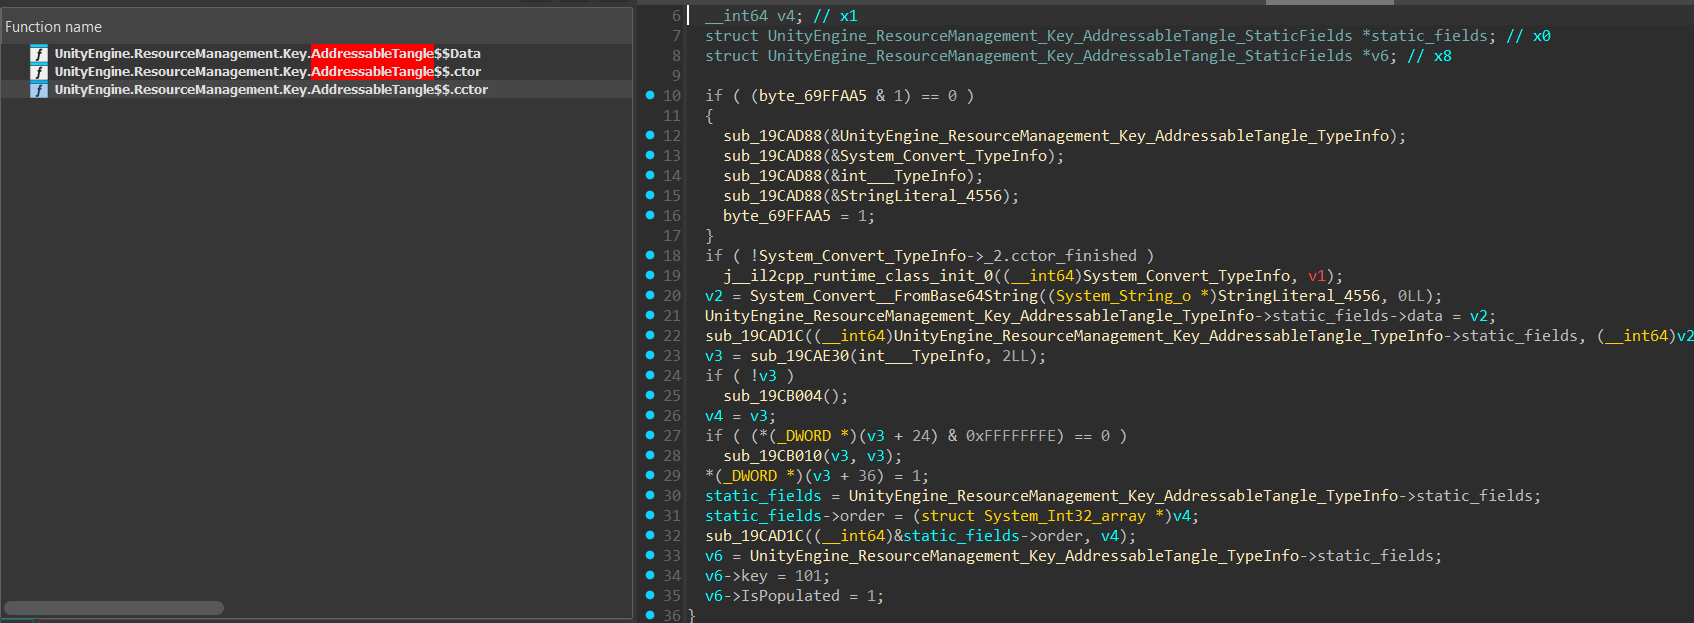 Function name
f UnityEngine.ResourceManagement.Key.AddressableTangle$$Data
f UnityEngine.ResourceManagement.Key.AddressableTangle$$.ctor
f UnityEngine.ResourceManagement.Key.AddressableTangle$$.cctor
6 __int64 v4; // x1
7 struct UnityEngine_ResourceManagement_Key_AddressableTangle_StaticFields *static_fields; // x0
8 struct UnityEngine_ResourceManagement_Key_AddressableTangle_StaticFields *v6; // x8
9
10 if ( (byte_69FFAA5 & 1) == 0 )
11 {
12 sub_19CAD88(&UnityEngine_ResourceManagement_Key_AddressableTangle_TypeInfo);
13 sub_19CAD88(&System_Convert_TypeInfo);
14 sub_19CAD88(&int___TypeInfo);
15 sub_19CAD88(&StringLiteral_4556);
16 byte_69FFAA5 = 1;
17 }
18 if ( !System_Convert_TypeInfo->_2.cctor_finished )
19 j__il2cpp_runtime_class_init_0((__int64)System_Convert_TypeInfo, v1);
20 v2 = System_Convert__FromBase64String((System_String_o *)StringLiteral_4556, 0LL);
21 UnityEngine_ResourceManagement_Key_AddressableTangle_TypeInfo->static_fields->data = v2;
22 sub_19CAD1C((__int64)UnityEngine_ResourceManagement_Key_AddressableTangle_TypeInfo->static_fields, (__int64)v2
23 v3 = sub_19CAE30(int___TypeInfo, 2LL);
24 if ( !v3 )
25 sub_19CB004();
26 v4 = v3;
27 if ( (*(_DWORD *)(v3 + 24) & 0xFFFFFFFE) == 0 )
28 sub_19CB010(v3, v3);
29 *(_DWORD *)(v3 + 36) = 1;
30 static_fields = UnityEngine_ResourceManagement_Key_AddressableTangle_TypeInfo->static_fields;
31 static_fields->order = (struct System_Int32_array *)v4;
32 sub_19CAD1C((__int64)&static_fields->order, v4);
33 v6 = UnityEngine_ResourceManagement_Key_AddressableTangle_TypeInfo->static_fields;
34 v6->key = 101;
35 v6->IsPopulated = 1;
36 }